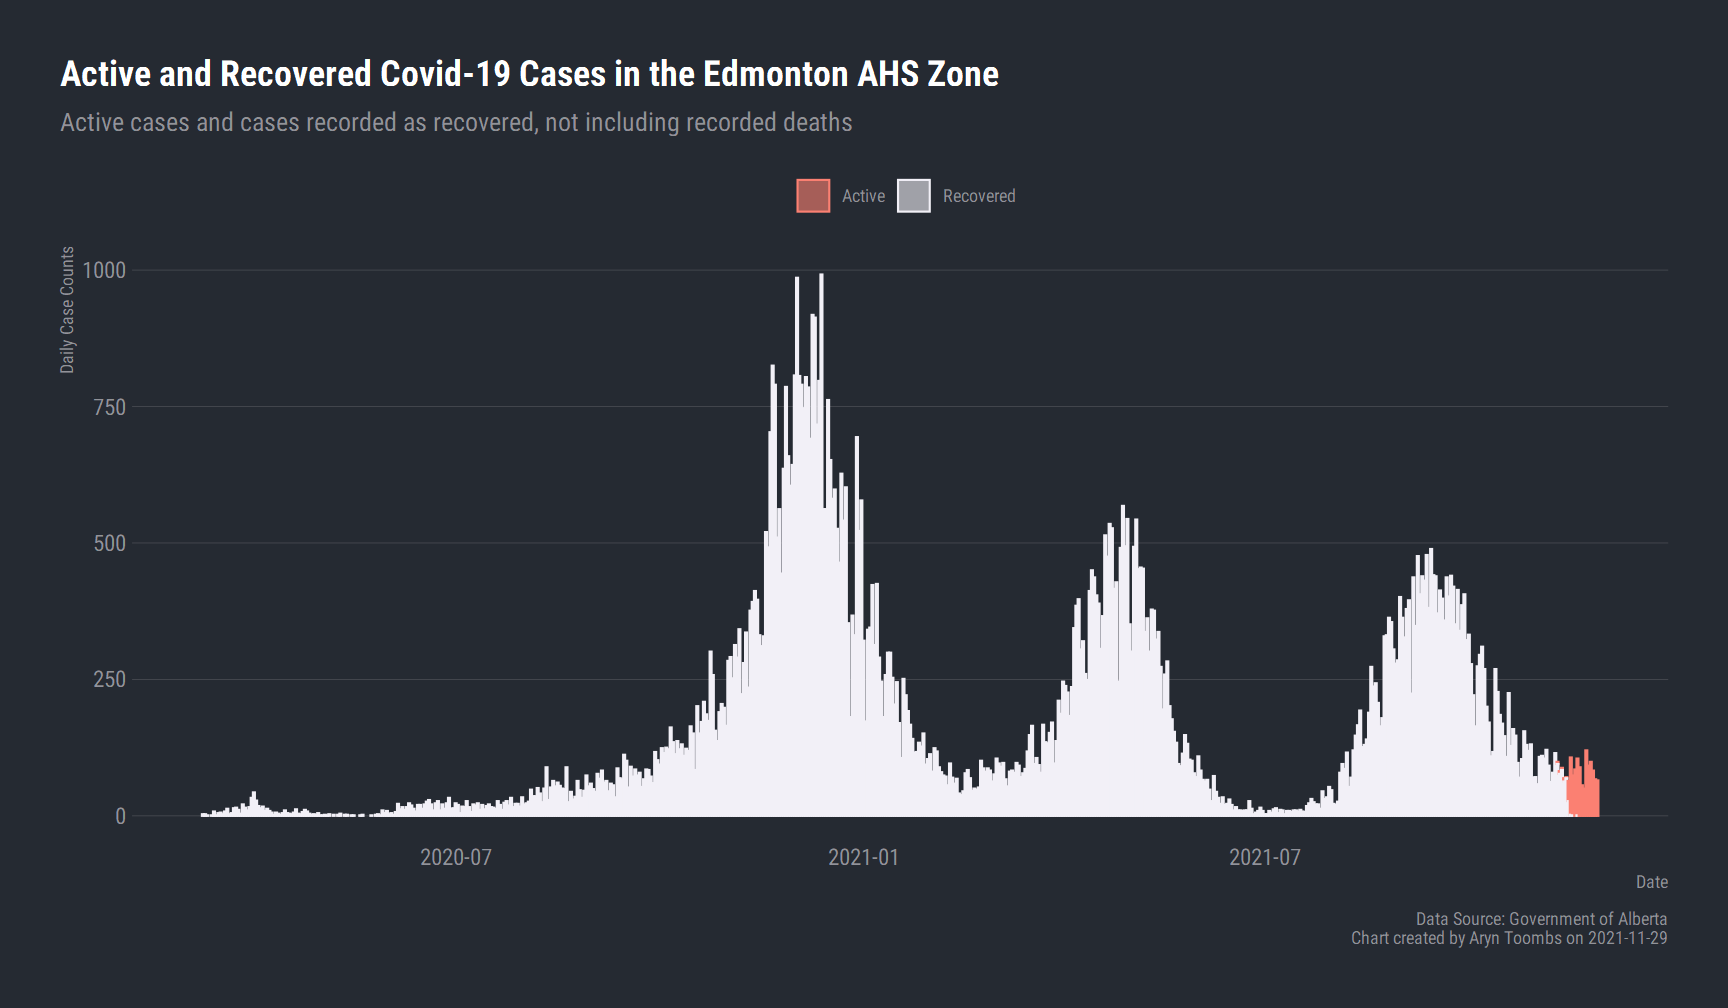 Active and Recovered Covid-19 Cases in the Edmonton AHS Zone
Active cases and cases recorded as recovered, not including recorded deaths
Active
Recovered
Daily Case Counts
1000
750
500
250
0
2020-07
2021-01
2021-07
Date
Data Source: Government of Alberta
Chart created by Aryn Toombs on 2021-11-29